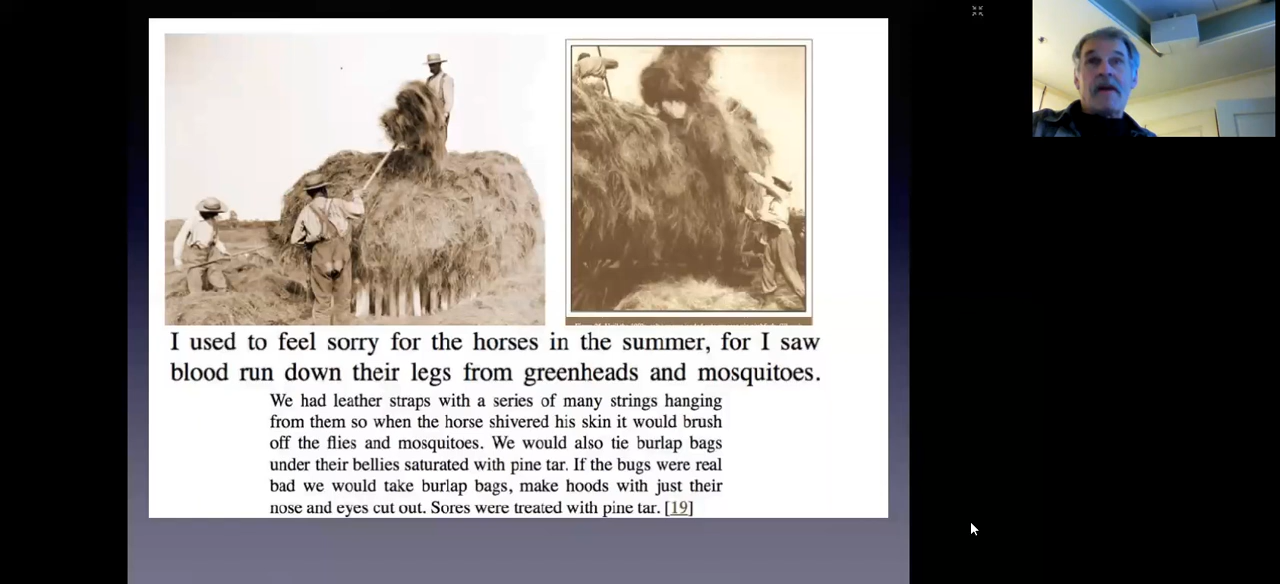 I used to feel sorry for the horses in the summer, for I saw
blood run down their legs from greenheads and mosquitoes.
We had leather straps with a series of many strings hanging
from them so when the horse shivered his skin it would brush
off the flies and mosquitoes. We would also tie burlap bags
under their bellies saturated with pine tar. If the bugs were real
bad we would take burlap bags, make hoods with just their
nose and eyes cut out. Sores were treated with pine tar. [19]